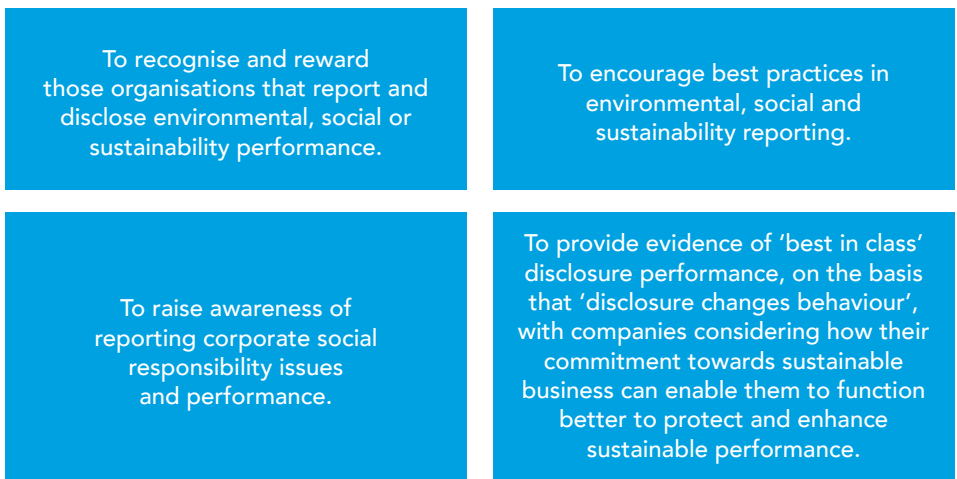 To recognise and reward
those organisations that report and
disclose environmental, social or
sustainability performance.
To encourage best practices in
environmental, social and
sustainability reporting.
To raise awareness of
reporting corporate social
responsibility issues
and performance.
To provide evidence of ‘best in class’
disclosure performance, on the basis
that ‘disclosure changes behaviour’,
with companies considering how their
commitment towards sustainable
business can enable them to function
better to protect and enhance
sustainable performance.